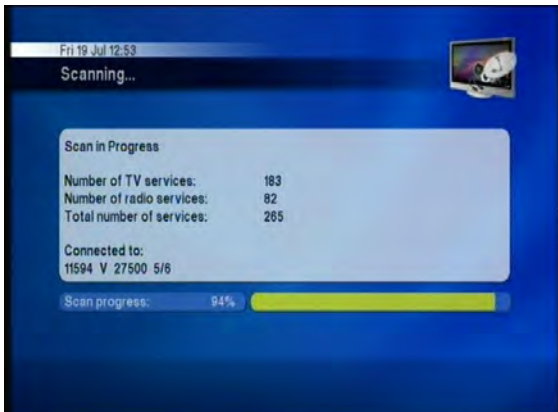 Fri 19 Jul 12:53
Scanning...
Scan in Progress
Number of TV services: 183
Number of radio services: 82
Total number of services: 265
Connected to:
11594 V 27500 5/6
Scan progress: 94%